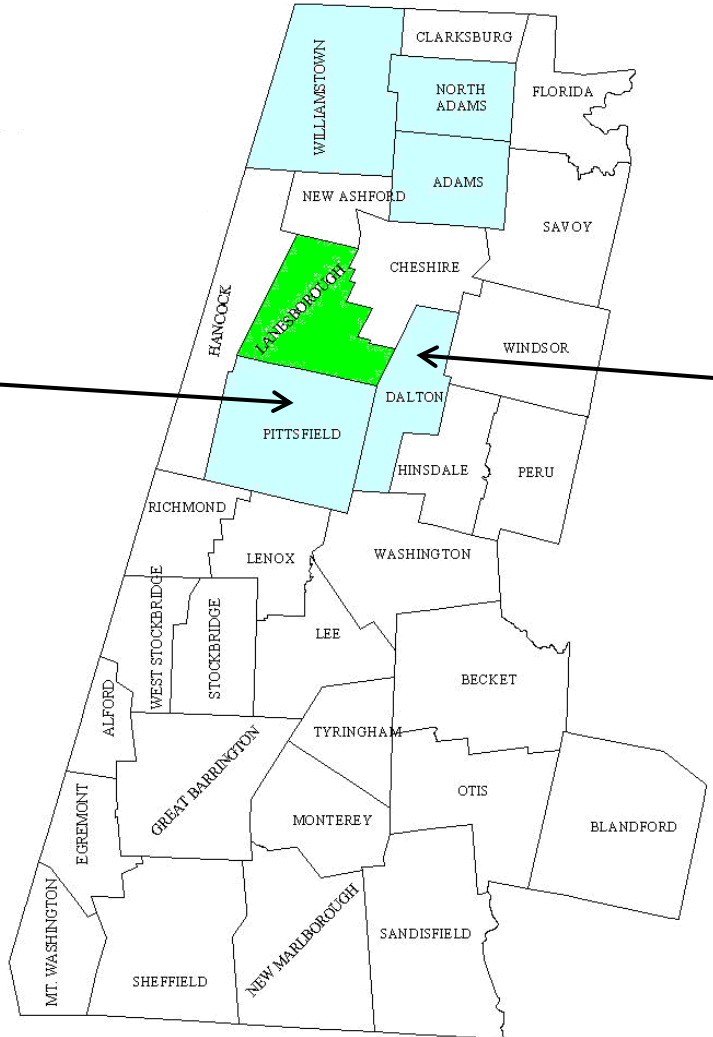 CLARKSBURG
WILLIAMSTOWN
NORTH
ADAMS
FLORIDA
ADAMS
NEW ASHFORD
SAVOY
CHESHIRE
LANESBOROUGH
HANCOCK
WINDSOR
DALTON
PITTSFIELD
HINSDALE
PERU
RICHMOND
LENOX
WASHINGTON
WEST STOCKBRIDGE
STOCKBRIDGE
LEE
BECKET
ALFORD
TYRINGHAM
GREAT BARRINGTON
OTIS
EGREMONT
MONTEREY
BLANDFORD
MT. WASHINGTON
NEW MARLBOROUGH
SANDISFIELD
SHEFFIELD